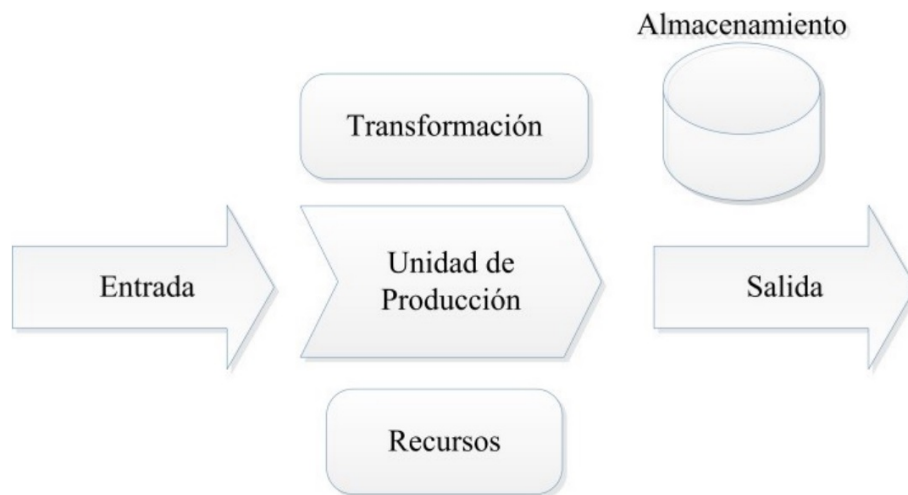 Almacenamiento
Transformación
Entrada
Unidad de
Producción
Salida
Recursos